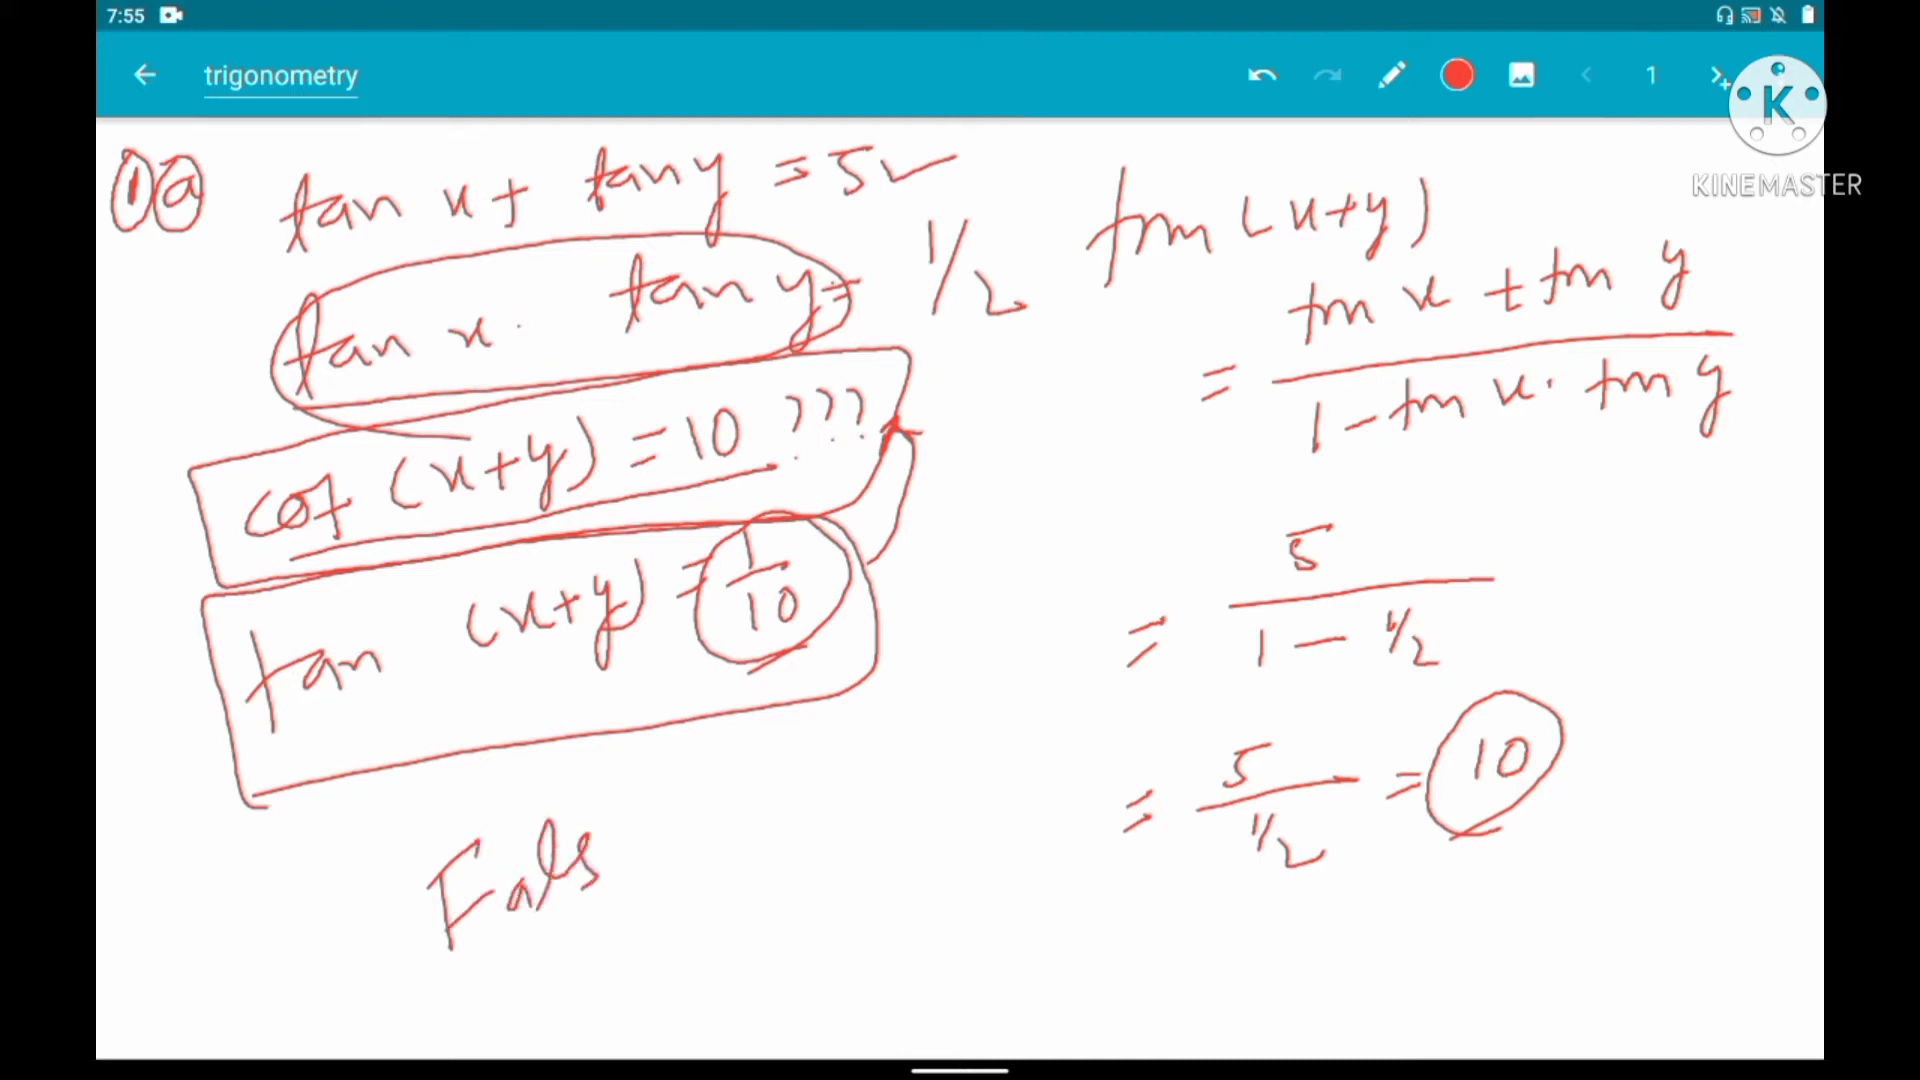 7:55
trigonometry
1
K
KINEMASTER
1 a tan x + tan y = 5
tan x . tan y = 1/2
cot (x+y) = 10 ???
tan (x+y) = 1/10
Fals
tan (x+y)
= tan x + tan y
1 - tan x . tan y
= 5
1 - 1/2
= 5
1/2 = 10